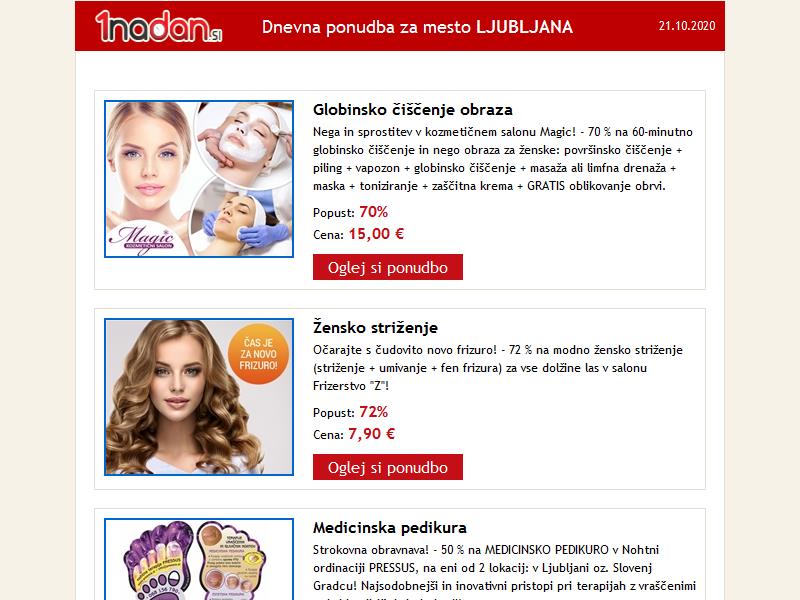 1nadan.si
Dnevna ponudba za mesto LJUBLJANA
21.10.2020
Globinsko čiščenje obraza
Nega in sprostitev v kozmetičnem salonu Magic! - 70 % na 60-minutno
globinsko čiščenje in nego obraza za ženske: površinsko čiščenje +
piling + vapozon + globinsko čiščenje + masaža ali limfna drenaža +
maska + toniziranje + zaščitna krema + GRATIS oblikovanje obrvi.
Popust: 70%
Cena: 15,00 €
Oglej si ponudbo
Magic
KOZMETIČNI SALON
Žensko striženje
Očarajte s čudovito novo frizuro! - 72 % na modno žensko striženje
(striženje + umivanje + fen frizura) za vse dolžine las v salonu
Frizerstvo "Z"!
Popust: 72%
Cena: 7,90 €
Oglej si ponudbo
ČAS JE
ZA NOVO
FRIZURO!
Medicinska pedikura
Strokovna obravnava! - 50 % na MEDICINSKO PEDIKURO v Nohtni
ordinaciji PRESSUS, na eni od 2 lokacij: v Ljubljani oz. Slovenj
Gradcu! Najsodobnejši in inovativni pristopi pri terapijah z vraščenimi